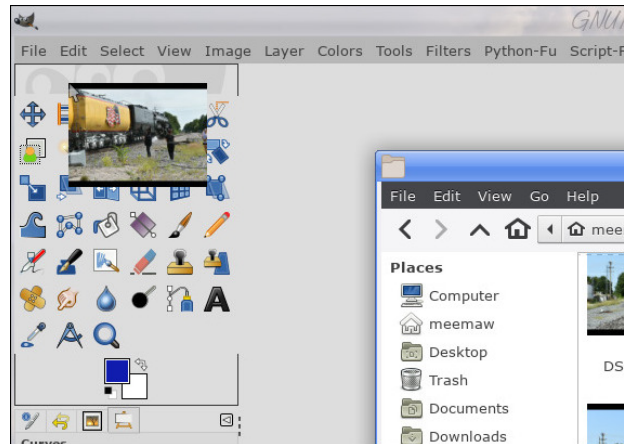 GNU
File Edit Select View Image Layer Colors Tools Filters Python-Fu Script-F
File Edit View Go Help
mee
Places
Computer
meemaw
Desktop
Trash
Documents
Downloads
DS
Curves